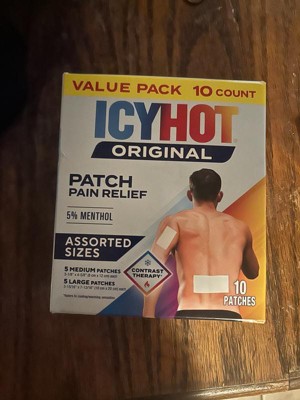 VALUE PACK 10 COUNT
ICYHOT
ORIGINAL
PATCH
PAIN RELIEF
5% MENTHOL
ASSORTED
SIZES
5 MEDIUM PATCHES
5 LARGE PATCHES
CONTRAST
THERAPY
10
PATCHES